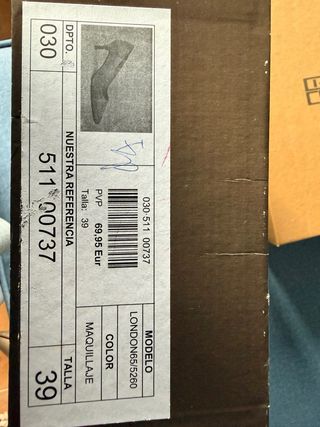 DPTO.
030
NUESTRA REFERENCIA
511 00737
TALLA
39
030-511 00737
PVP 69,95 Eur
Talla: 39
MODELO
LONDON65/5260
COLOR
MAQUILLAJE